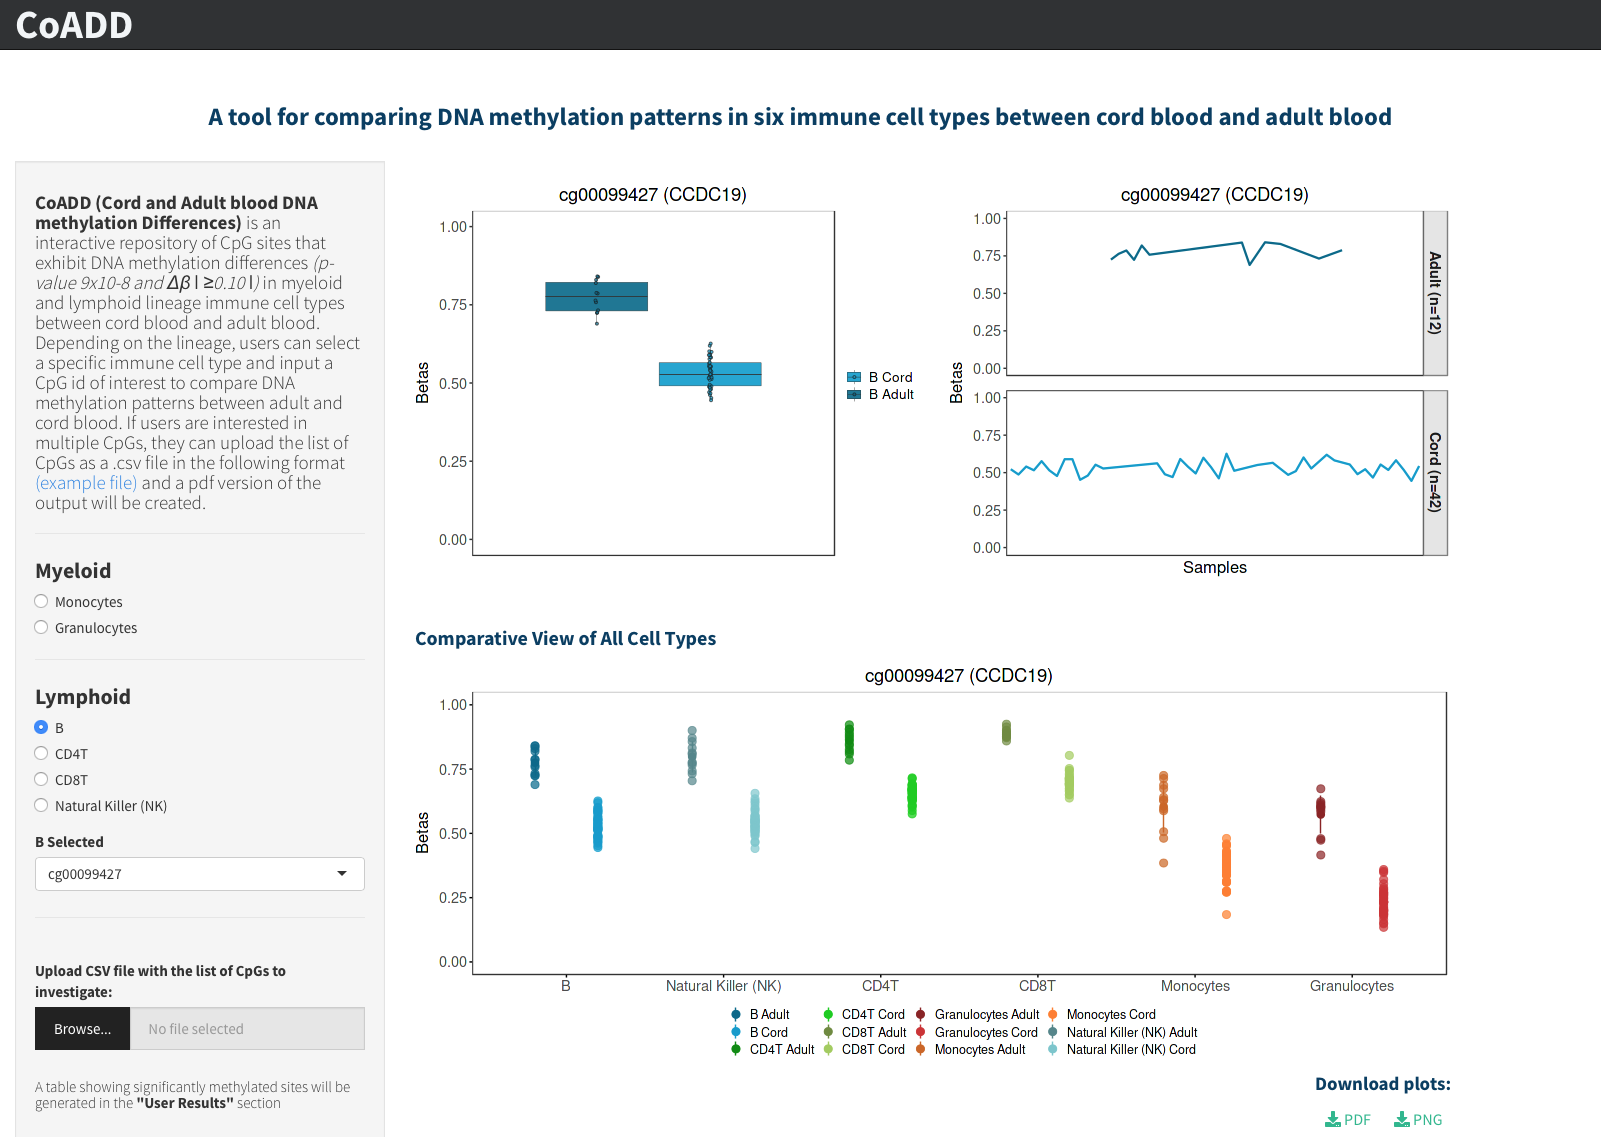 CoADD
A tool for comparing DNA methylation patterns in six immune cell types between cord blood and adult blood
CoADD (Cord and Adult blood DNA
methylation Differences) is an
interactive repository of CpG sites that
exhibit DNA methylation differences (p-
value 9x10-8 and Δβ | ≥0.10 |) in myeloid
and lymphoid lineage immune cell types
between cord blood and adult blood.
Depending on the lineage, users can select
a specific immune cell type and input a
CpG id of interest to compare DNA
methylation patterns between adult and
cord blood. If users are interested in
multiple CpGs, they can upload the list of
CpGs as a .csv file in the following format
(example file) and a pdf version of the
output will be created.
Myeloid
Monocytes
Granulocytes
Lymphoid
B
CD4T
CD8T
Natural Killer (NK)
B Selected
cg00099427
Upload CSV file with the list of CpGs to
investigate:
Browse... No file selected
A table showing significantly methylated sites will be
generated in the "User Results" section
cg00099427 (CCDC19)
1.00
0.75
0.50
0.25
0.00
Betas
B Cord
B Adult
cg00099427 (CCDC19)
1.00
0.75
0.50
0.25
0.00
Adult (n=12)
Betas
1.00
0.75
0.50
0.25
0.00
Cord (n=42)
Samples
Comparative View of All Cell Types
cg00099427 (CCDC19)
1.00
0.75
0.50
0.25
0.00
Betas
B Natural Killer (NK) CD4T CD8T Monocytes Granulocytes
B Adult CD4T Cord Granulocytes Adult Monocytes Cord
B Cord CD8T Adult Granulocytes Cord Natural Killer (NK) Adult
CD4T Adult CD8T Cord Monocytes Adult Natural Killer (NK) Cord
Download plots:
PDF PNG